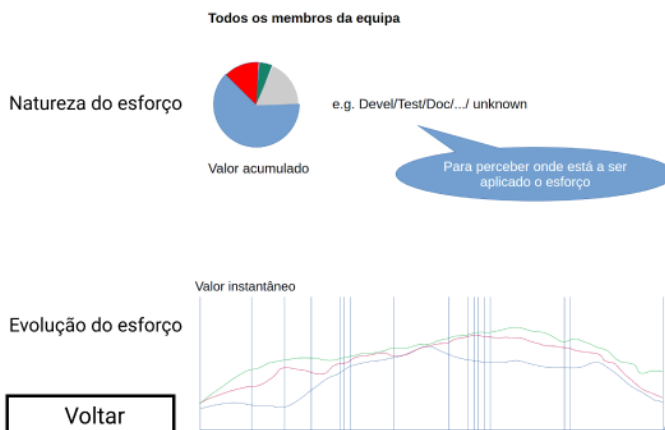 Todos os membros da equipa
Natureza do esforço
e.g. Devel/Test/Doc/.../ unknown
Valor acumulado
Para perceber onde está a ser
aplicado o esforço
Valor instantâneo
Evolução do esforço
Voltar